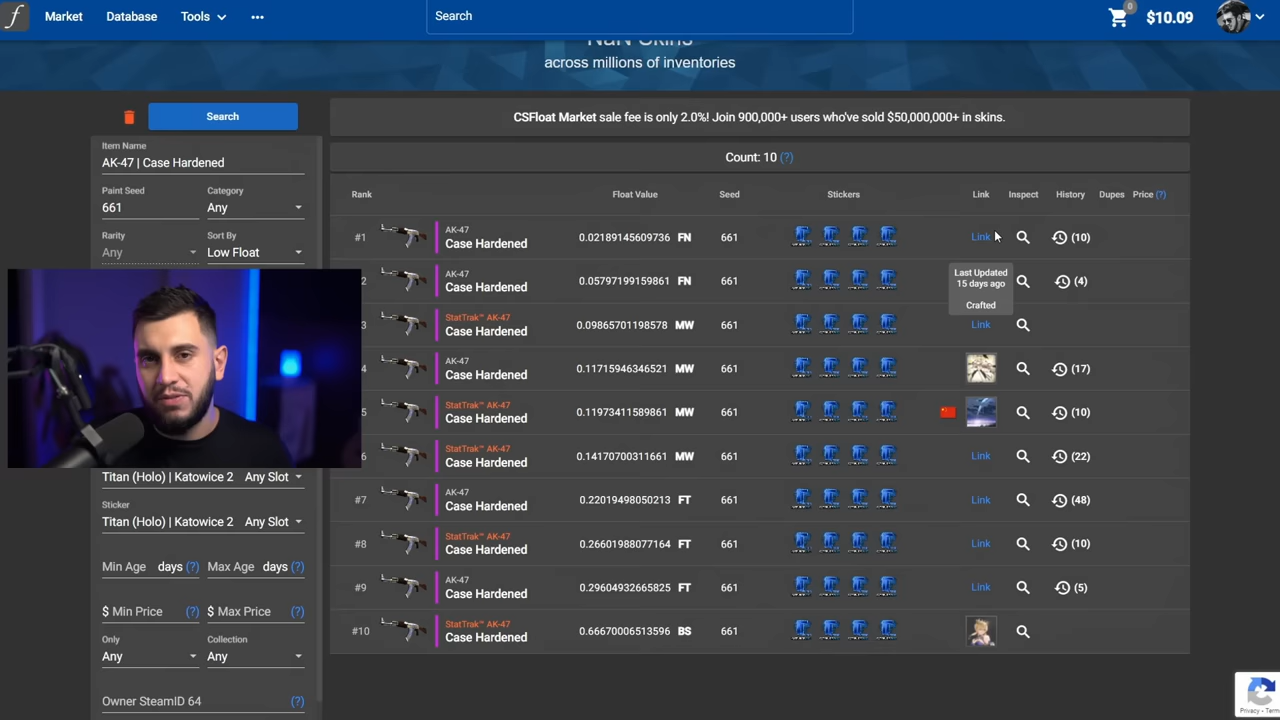 f Market Database Tools ••• Search 0 $10.09
NaN Skins
across millions of inventories
Search
CSFloat Market sale fee is only 2.0%! Join 900,000+ users who've sold $50,000,000+ in skins.
Item Name
AK-47 | Case Hardened
Count: 10 (?)
Paint Seed Category
661 Any
Rarity Sort By
Any Low Float
Rank Float Value Seed Stickers Link Inspect History Dupes Price (?)
#1 AK-47 Case Hardened 0.02189145609736 FN 661 Link (10)
2 AK-47 Case Hardened 0.05797199159861 FN 661 (4)
Last Updated
15 days ago
Crafted
3 StatTrak™ AK-47 Case Hardened 0.09865701198578 MW 661 Link
4 AK-47 Case Hardened 0.11715946346521 MW 661 (17)
5 StatTrak™ AK-47 Case Hardened 0.11973411589861 MW 661 (10)
6 StatTrak™ AK-47 Case Hardened 0.14170700311661 MW 661 Link (22)
#7 AK-47 Case Hardened 0.22019498050213 FT 661 Link (48)
#8 StatTrak™ AK-47 Case Hardened 0.26601988077164 FT 661 Link (10)
#9 AK-47 Case Hardened 0.29604932665825 FT 661 Link (5)
#10 StatTrak™ AK-47 Case Hardened 0.66670006513596 BS 661
Titan (Holo) | Katowice 2 Any Slot
Sticker
Titan (Holo) | Katowice 2 Any Slot
Min Age days (?) Max Age days (?)
$ Min Price (?) $ Max Price (?)
Only Collection
Any Any
Owner SteamID 64 (?)
Privacy - Term